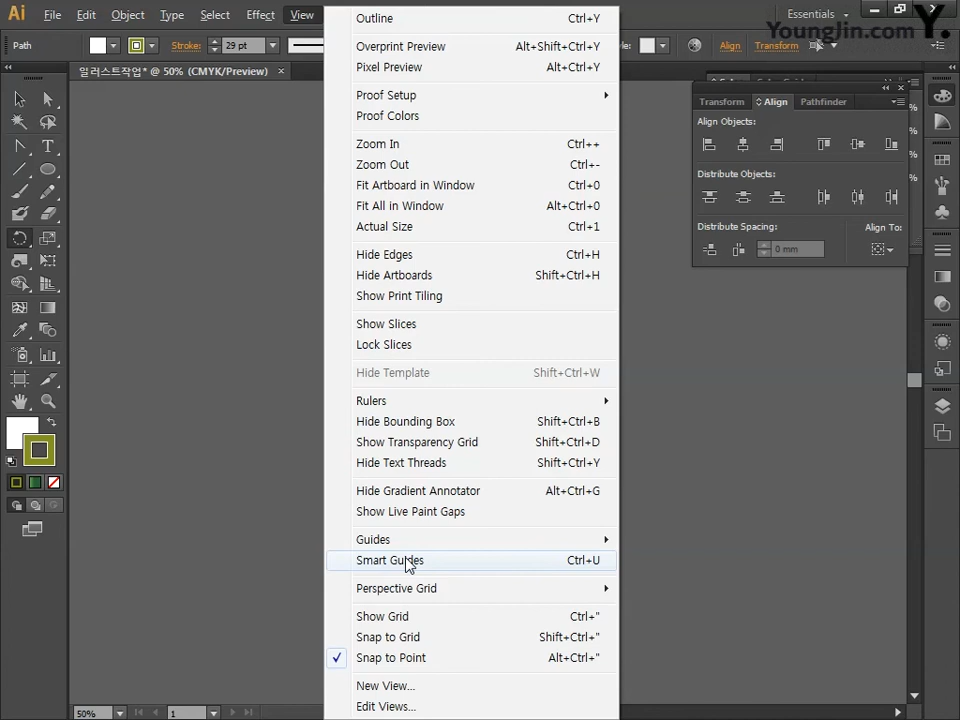 Ai File Edit Object Type Select Effect View Essentials
Younglin.com Y.
Path Stroke: 29 pt Align Transform
일러스트작업* @ 50% (CMYK/Preview) ×
Outline Ctrl+Y
Overprint Preview Alt+Shift+Ctrl+Y
Pixel Preview Alt+Ctrl+Y
Proof Setup
Proof Colors
Zoom In Ctrl++
Zoom Out Ctrl+-
Fit Artboard in Window Ctrl+0
Fit All in Window Alt+Ctrl+0
Actual Size Ctrl+1
Hide Edges Ctrl+H
Hide Artboards Shift+Ctrl+H
Show Print Tiling
Show Slices
Lock Slices
Hide Template Shift+Ctrl+W
Rulers
Hide Bounding Box Shift+Ctrl+B
Show Transparency Grid Shift+Ctrl+D
Hide Text Threads Shift+Ctrl+Y
Hide Gradient Annotator Alt+Ctrl+G
Show Live Paint Gaps
Guides
Smart Guides Ctrl+U
Perspective Grid
Show Grid Ctrl+"
Snap to Grid Shift+Ctrl+"
Snap to Point Alt+Ctrl+"
New View...
Edit Views...
Transform Align Pathfinder
Align Objects:
Distribute Objects:
Distribute Spacing: Align To:
0 mm
%
%
%
%
50% 1